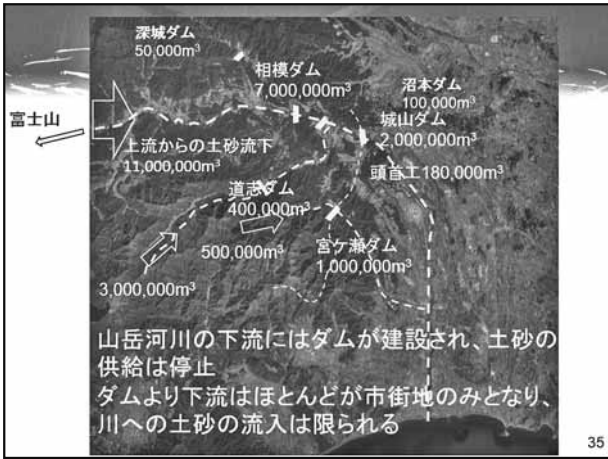 深城ダム
50,000m³
相模ダム
7,000,000m³
沼本ダム
100,000m³
城山ダム
2,000,000m³
富士山
上流からの土砂流下
11,000,000m³
頭首工180,000m³
道志ダム
400,000m³
500,000m³
宮ケ瀬ダム
1,000,000m³
3,000,000m³
山岳河川の下流にはダムが建設され、土砂の
供給は停止
ダムより下流はほとんどが市街地のみとなり、
川への土砂の流入は限られる
35